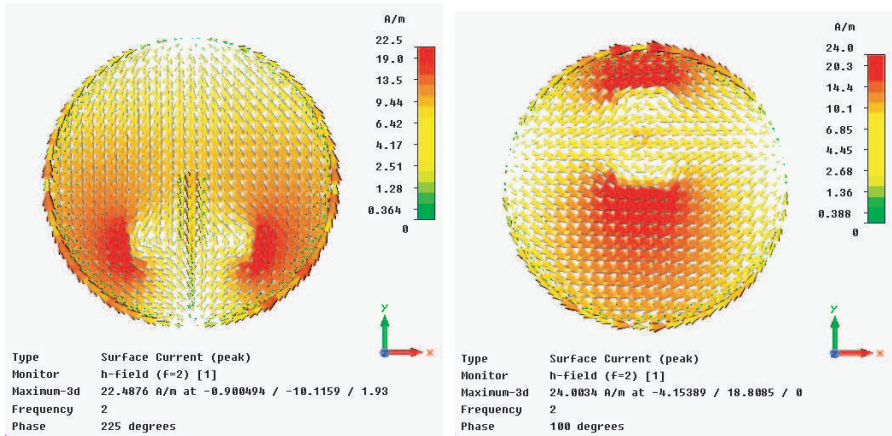 A/m
22.5
19.0
13.5
9.44
6.42
4.17
2.51
1.28
0.364
0
Y
X
Type Surface Current (peak)
Monitor h-field (f=2) [1]
Maximum-3d 22.4876 A/m at -0.900494 / -10.1159 / 1.93
Frequency 2
Phase 225 degrees
A/m
24.0
20.3
14.4
10.1
6.85
4.45
2.68
1.36
0.388
0
Y
X
Type Surface Current (peak)
Monitor h-field (f=2) [1]
Maximum-3d 24.0034 A/m at -4.15389 / 18.8085 / 0
Frequency 2
Phase 100 degrees